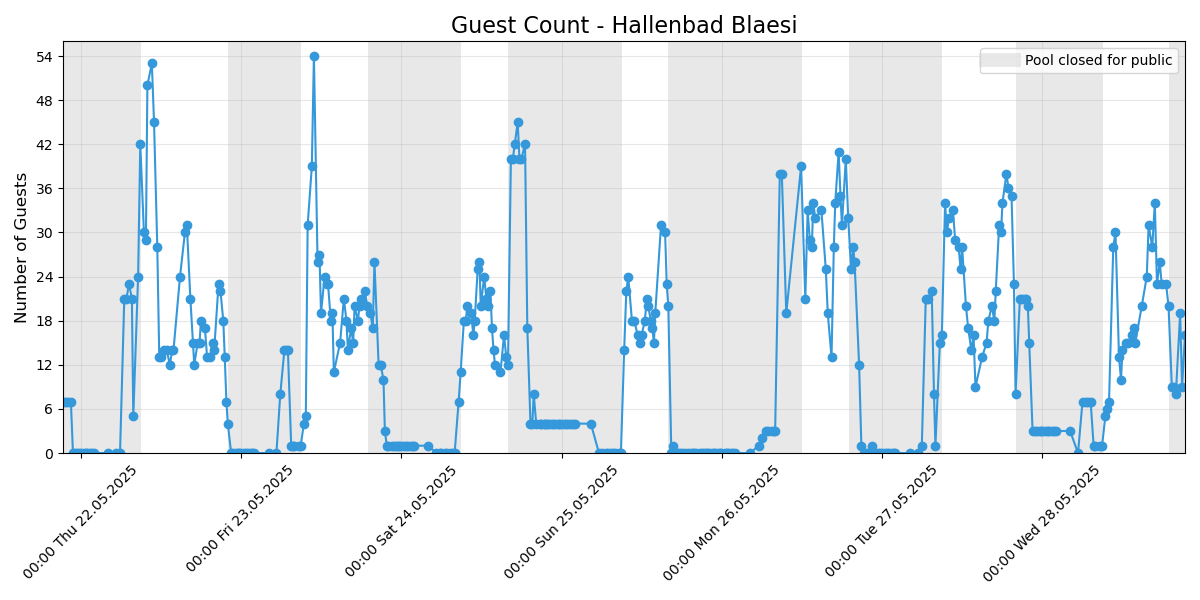 Guest Count - Hallenbad Blaesi
Pool closed for public
Number of Guests
54
48
42
36
30
24
18
12
6
0
00:00 Thu 22.05.2025
00:00 Fri 23.05.2025
00:00 Sat 24.05.2025
00:00 Sun 25.05.2025
00:00 Mon 26.05.2025
00:00 Tue 27.05.2025
00:00 Wed 28.05.2025